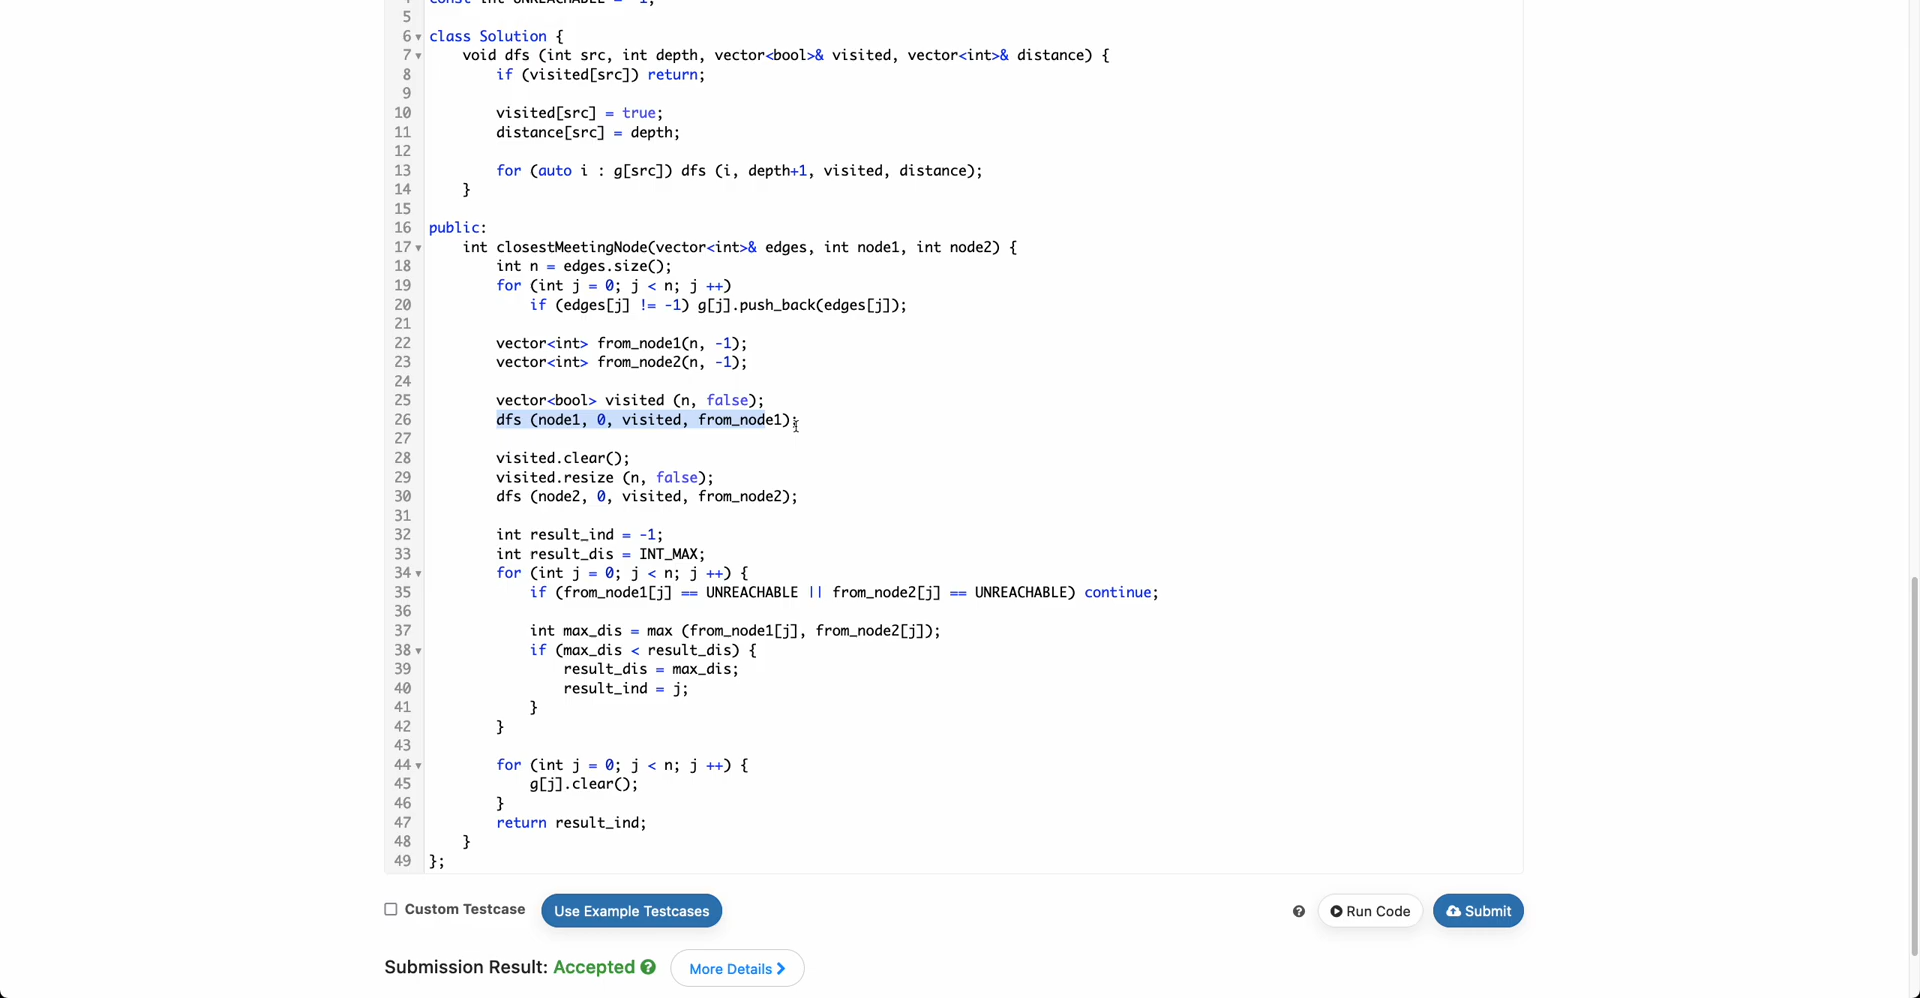 5
6 class Solution {
7 void dfs (int src, int depth, vector<bool>& visited, vector<int>& distance) {
8 if (visited[src]) return;
9
10 visited[src] = true;
11 distance[src] = depth;
12
13 for (auto i : g[src]) dfs (i, depth+1, visited, distance);
14 }
15
16 public:
17 int closestMeetingNode(vector<int>& edges, int node1, int node2) {
18 int n = edges.size();
19 for (int j = 0; j < n; j ++)
20 if (edges[j] != -1) g[j].push_back(edges[j]);
21
22 vector<int> from_node1(n, -1);
23 vector<int> from_node2(n, -1);
24
25 vector<bool> visited (n, false);
26 dfs (node1, 0, visited, from_node1);
27
28 visited.clear();
29 visited.resize (n, false);
30 dfs (node2, 0, visited, from_node2);
31
32 int result_ind = -1;
33 int result_dis = INT_MAX;
34 for (int j = 0; j < n; j ++) {
35 if (from_node1[j] == UNREACHABLE || from_node2[j] == UNREACHABLE) continue;
36
37 int max_dis = max (from_node1[j], from_node2[j]);
38 if (max_dis < result_dis) {
39 result_dis = max_dis;
40 result_ind = j;
41 }
42 }
43
44 for (int j = 0; j < n; j ++) {
45 g[j].clear();
46 }
47 return result_ind;
48 }
49 };
Custom Testcase Use Example Testcases Run Code Submit
Submission Result: Accepted More Details